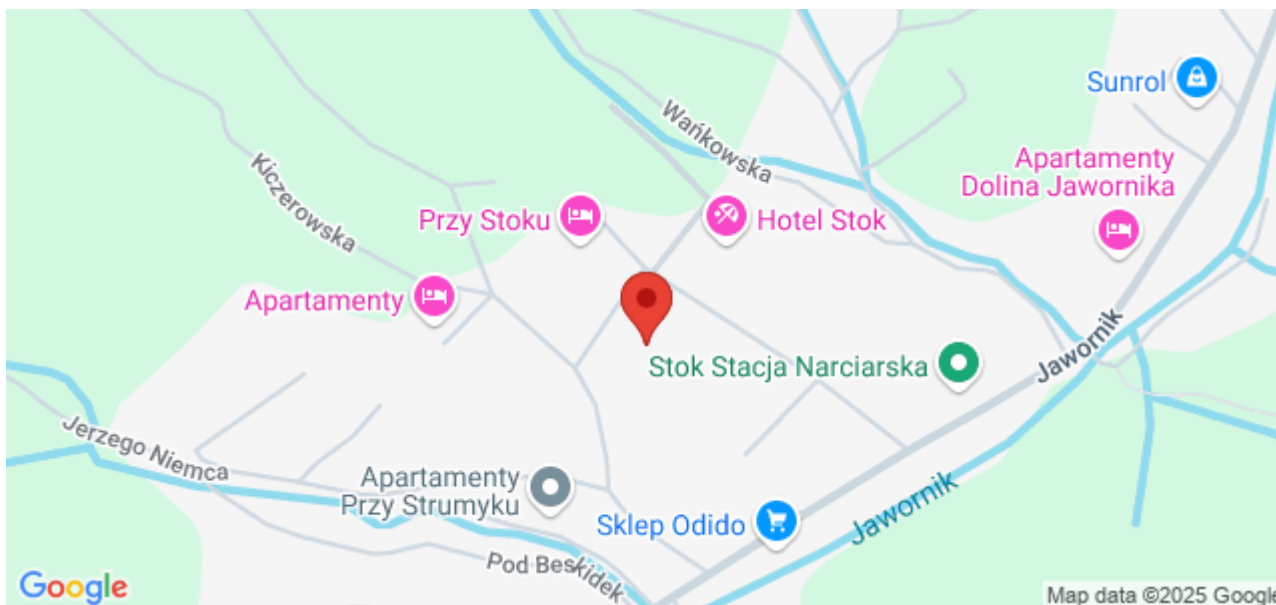 Sunrol
Wańkowska
Apartamenty
Dolina Jawornika
Kiczerowska
Przy Stoku
Hotel Stok
Apartamenty
Jawornik
Stok Stacja Narciarska
Jerzego Niemca
Apartamenty
Przy Strumyku
Jawornik
Sklep Odido
Pod Beskidek
Google
Map data ©2025 Google